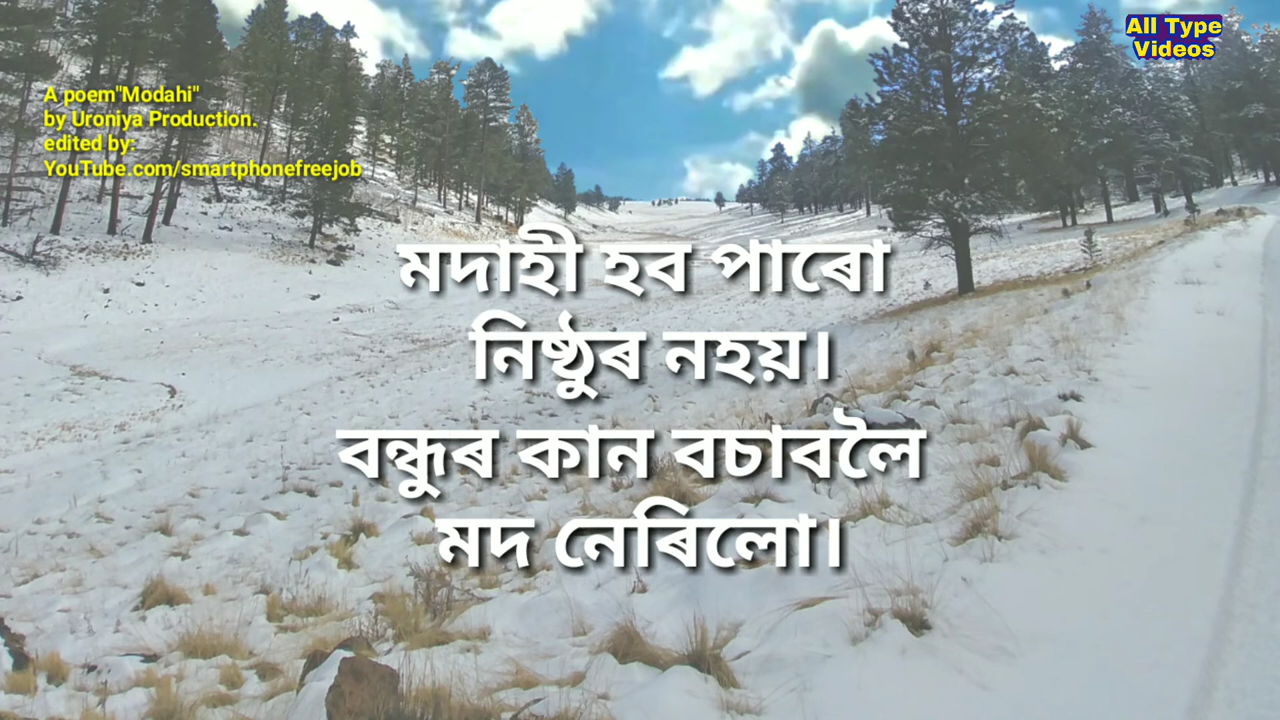 All Type
Videos
A poem"Modahi"
by Uroniya Production.
edited by:
YouTube.com/smartphonefreejob
মদাহী হব পাৰো
নিষ্ঠুৰ নহয়।
বন্ধুৰ কান বচাবলৈ
মদ নেৰিলো।